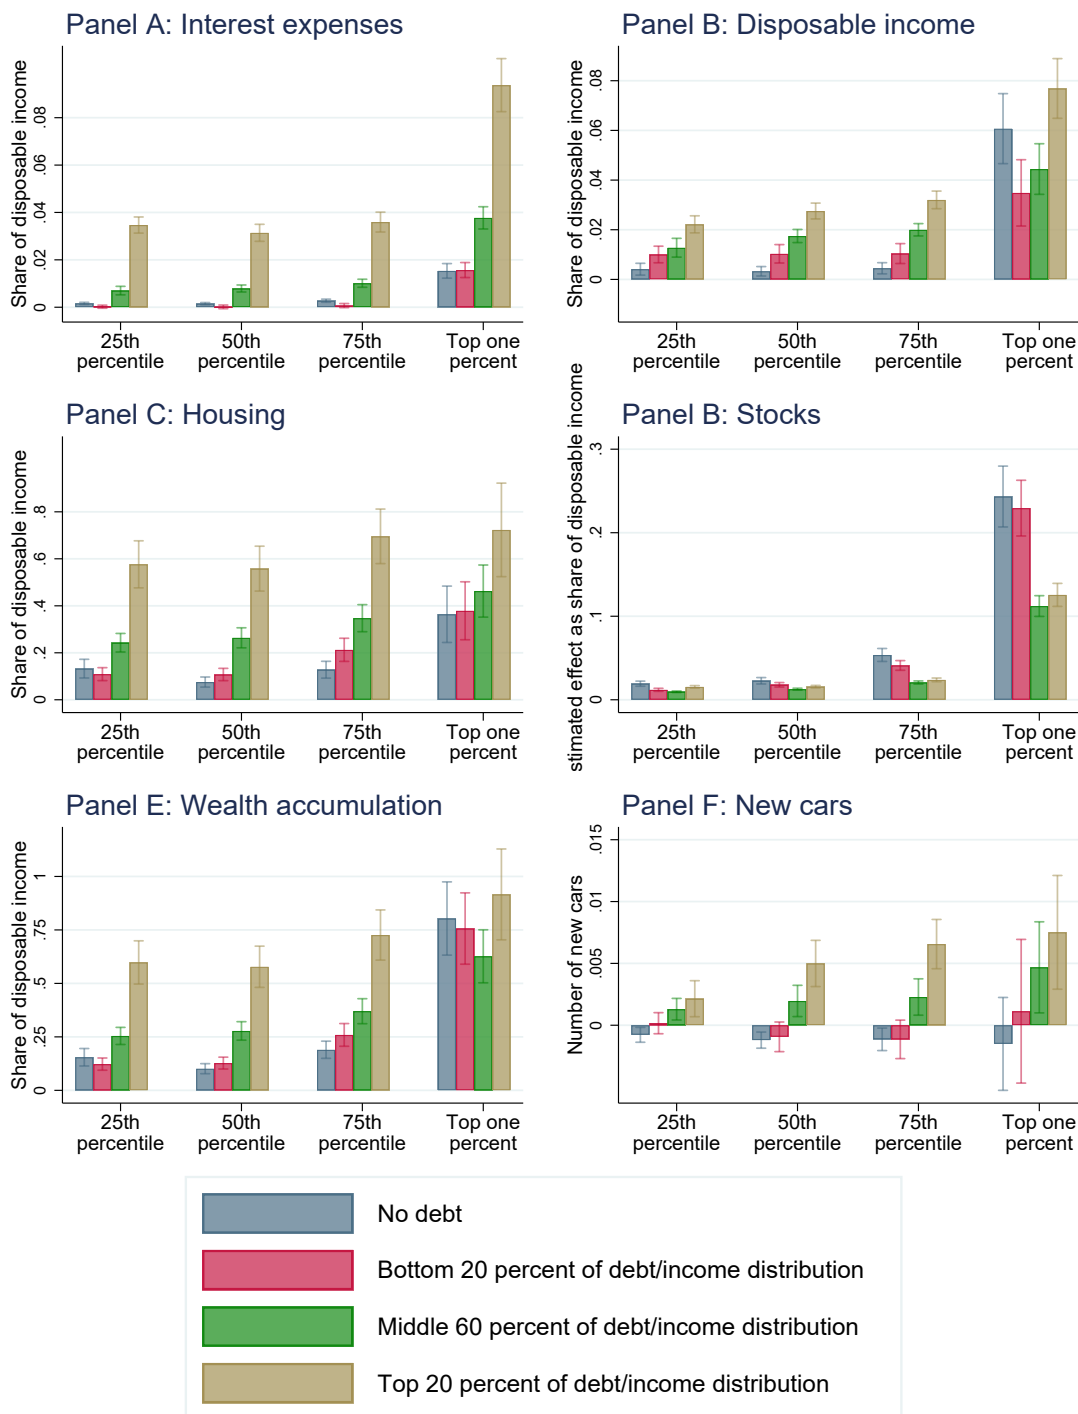 Panel A: Interest expenses
Share of disposable income
.08
.06
.04
.02
0
25th percentile
50th percentile
75th percentile
Top one percent
Panel B: Disposable income
Share of disposable income
.08
.06
.04
.02
0
25th percentile
50th percentile
75th percentile
Top one percent
Panel C: Housing
Share of disposable income
.8
.6
.4
.2
0
25th percentile
50th percentile
75th percentile
Top one percent
Panel B: Stocks
stimated effect as share of disposable income
.3
.2
.1
0
25th percentile
50th percentile
75th percentile
Top one percent
Panel E: Wealth accumulation
Share of disposable income
1
.75
.5
.25
0
25th percentile
50th percentile
75th percentile
Top one percent
Panel F: New cars
Number of new cars
.015
.01
.005
0
25th percentile
50th percentile
75th percentile
Top one percent
No debt
Bottom 20 percent of debt/income distribution
Middle 60 percent of debt/income distribution
Top 20 percent of debt/income distribution